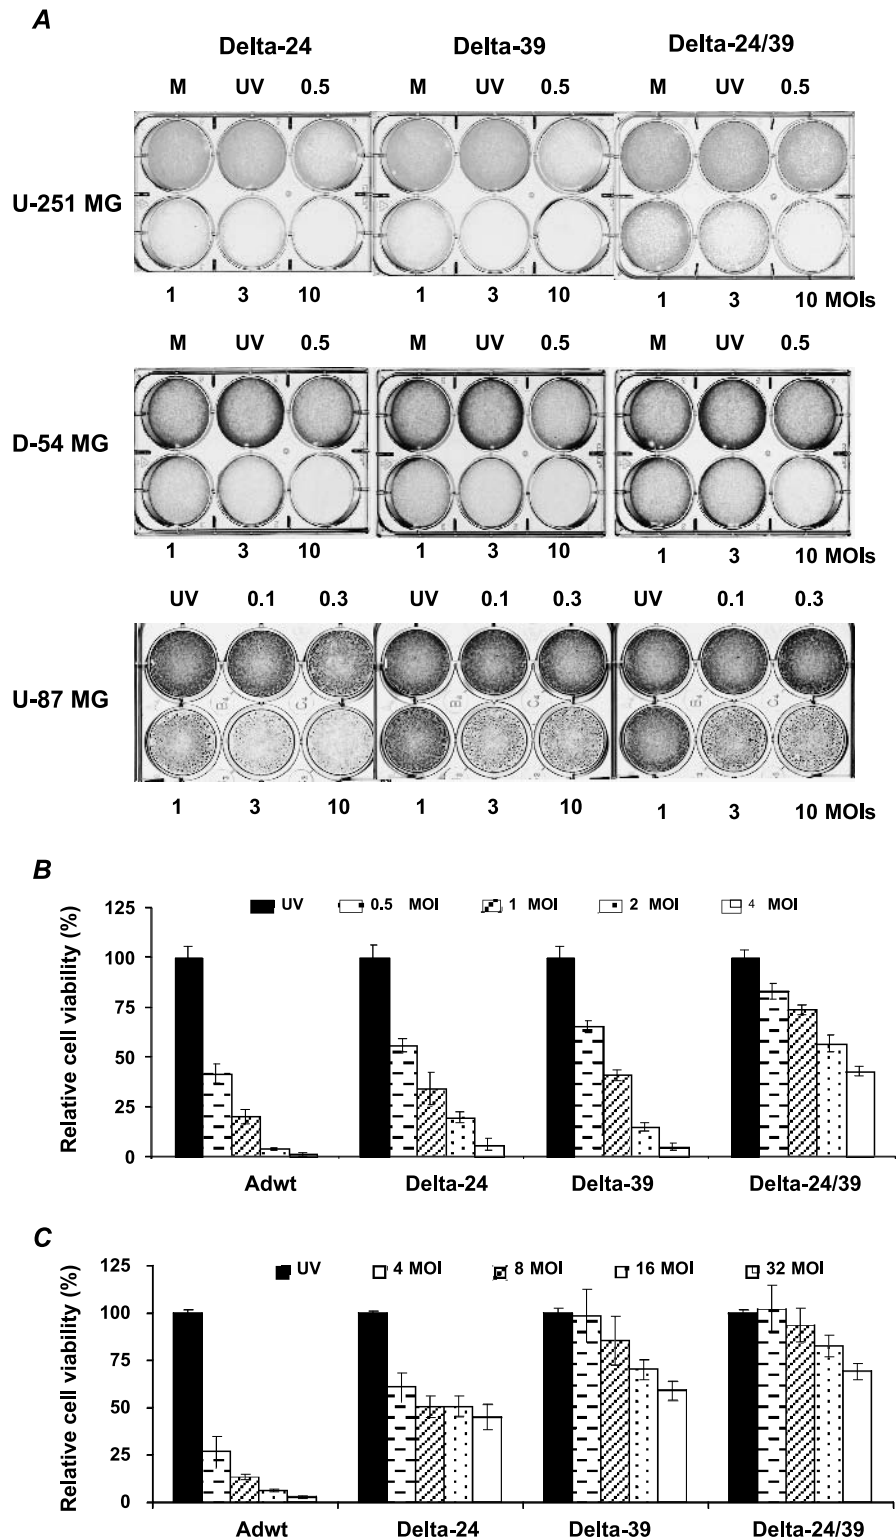 A
Delta-24 Delta-39 Delta-24/39
M UV 0.5 M UV 0.5 M UV 0.5
U-251 MG
1 3 10 1 3 10 1 3 10 MOIs
M UV 0.5 M UV 0.5 M UV 0.5
D-54 MG
1 3 10 1 3 10 1 3 10 MOIs
UV 0.1 0.3 UV 0.1 0.3 UV 0.1 0.3
U-87 MG
1 3 10 1 3 10 1 3 10 MOIs
B
UV 0.5 MOI 1 MOI 2 MOI 4 MOI
Relative cell viability (%)
125
100
75
50
25
0
Adwt Delta-24 Delta-39 Delta-24/39
C
UV 4 MOI 8 MOI 16 MOI 32 MOI
Relative cell viability (%)
125
100
75
50
25
0
Adwt Delta-24 Delta-39 Delta-24/39